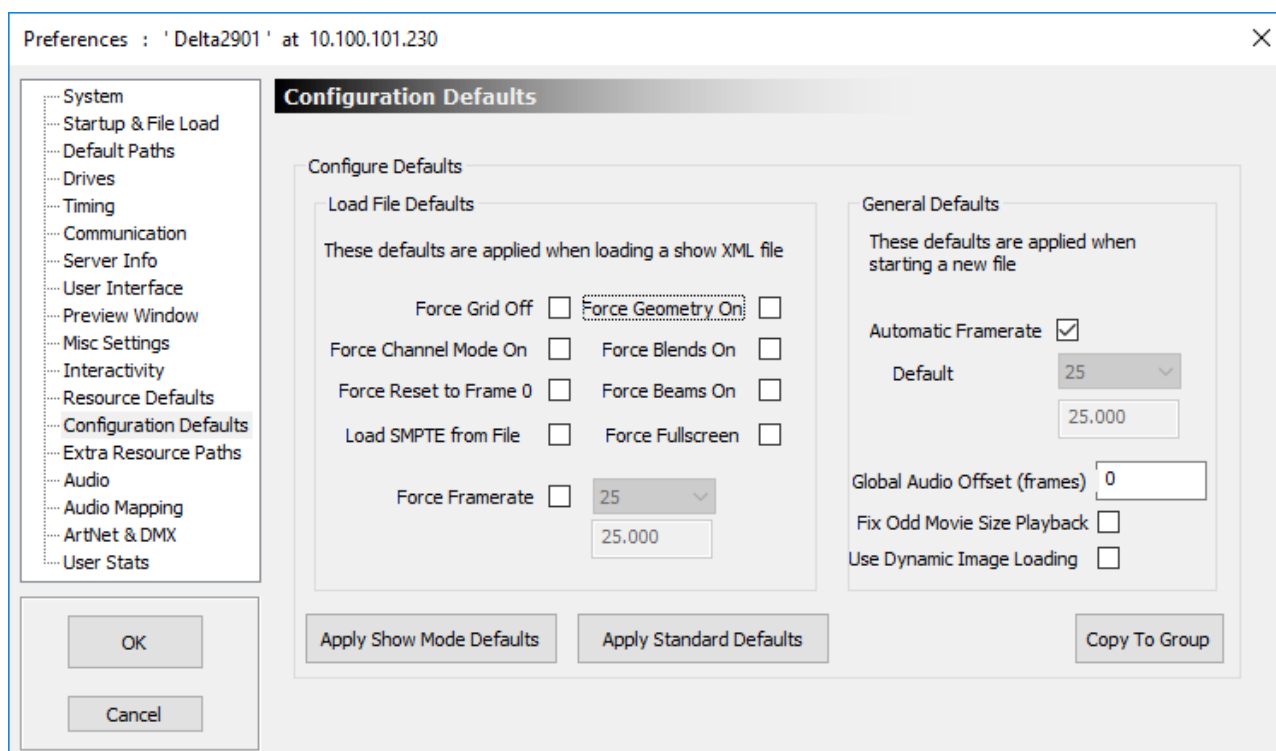 Preferences : ' Delta2901 ' at 10.100.101.230
System
Startup & File Load
Default Paths
Drives
Timing
Communication
Server Info
User Interface
Preview Window
Misc Settings
Interactivity
Resource Defaults
Configuration Defaults
Extra Resource Paths
Audio
Audio Mapping
ArtNet & DMX
User Stats
OK
Cancel
Configuration Defaults
Configure Defaults
Load File Defaults
These defaults are applied when loading a show XML file
Force Grid Off Force Geometry On
Force Channel Mode On Force Blends On
Force Reset to Frame 0 Force Beams On
Load SMPTE from File Force Fullscreen
Force Framerate 25
25.000
General Defaults
These defaults are applied when
starting a new file
Automatic Framerate
Default 25
25.000
Global Audio Offset (frames) 0
Fix Odd Movie Size Playback
Use Dynamic Image Loading
Apply Show Mode Defaults Apply Standard Defaults Copy To Group